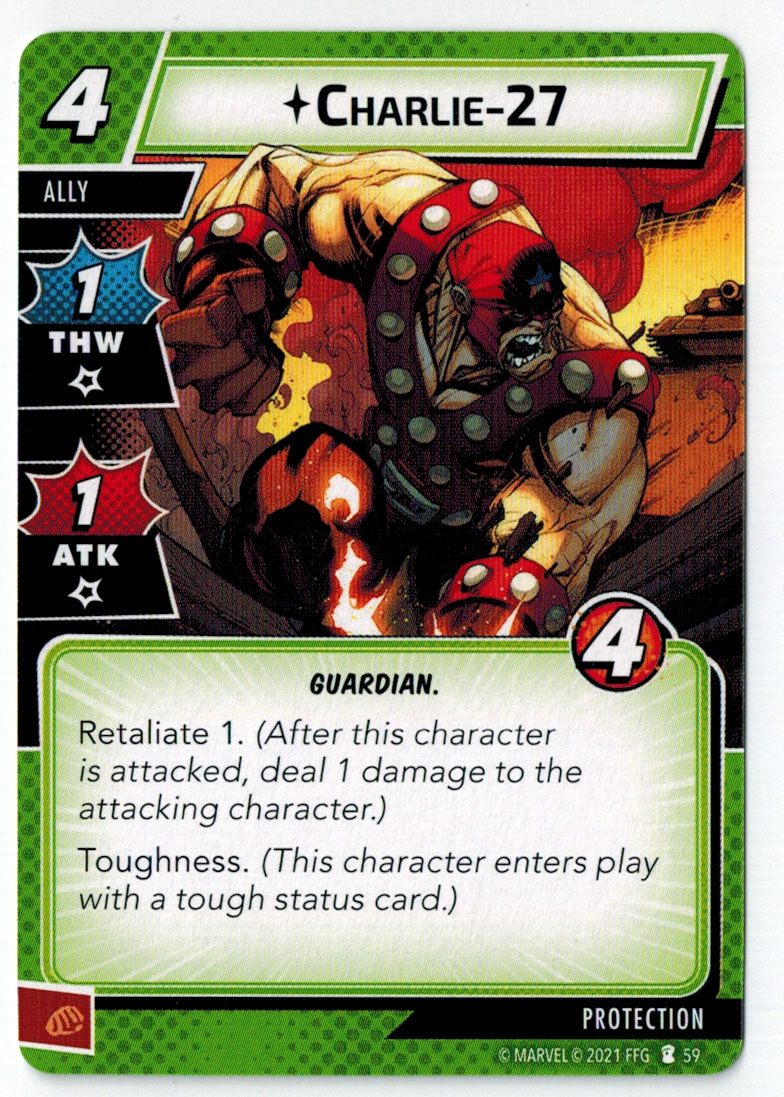 4
CHARLIE-27
ALLY
1
THW
1
ATK
4
GUARDIAN.
Retaliate 1. (After this character
is attacked, deal 1 damage to the
attacking character.)
Toughness. (This character enters play
with a tough status card.)
PROTECTION
© MARVEL © 2021 FFG 59